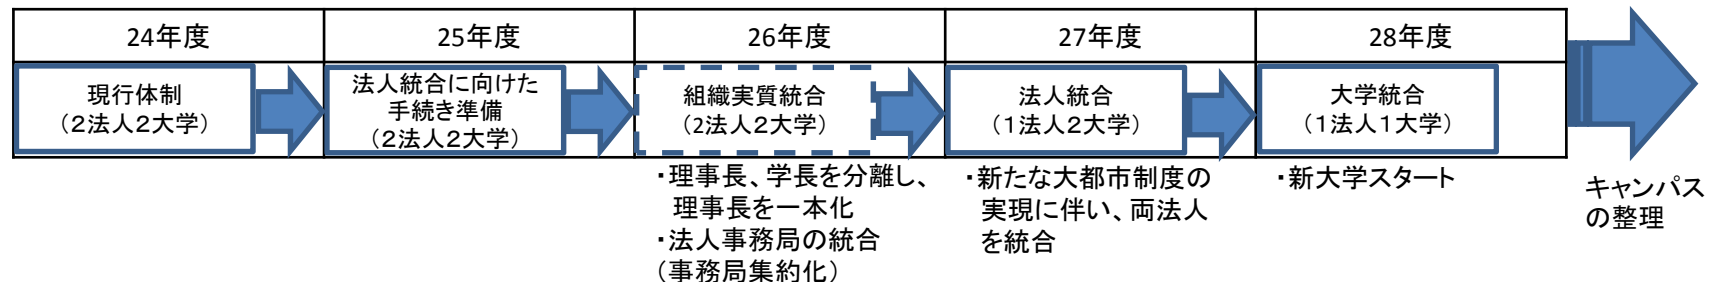 24年度
25年度
26年度
27年度
28年度
現行体制
（２法人２大学）
法人統合に向けた
手続き準備
（２法人２大学）
組織実質統合
（2法人２大学）
法人統合
（１法人２大学）
大学統合
（１法人１大学）
・理事長、学長を分離し、
理事長を一本化
・法人事務局の統合
（事務局集約化）
・新たな大都市制度の
実現に伴い、両法人
を統合
・新大学スタート
キャンパス
の整理